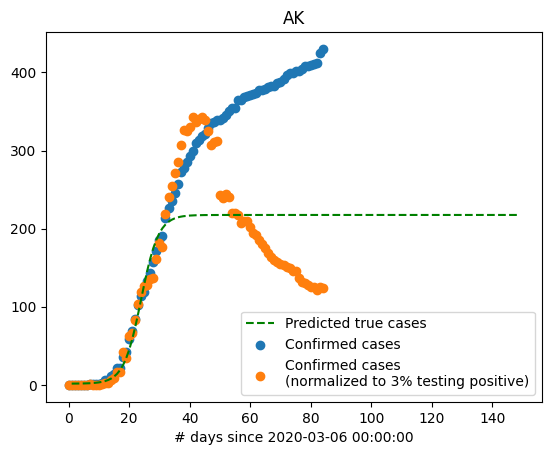 AK
400
300
200
100
0
Predicted true cases
Confirmed cases
Confirmed cases
(normalized to 3% testing positive)
0 20 40 60 80 100 120 140
# days since 2020-03-06 00:00:00